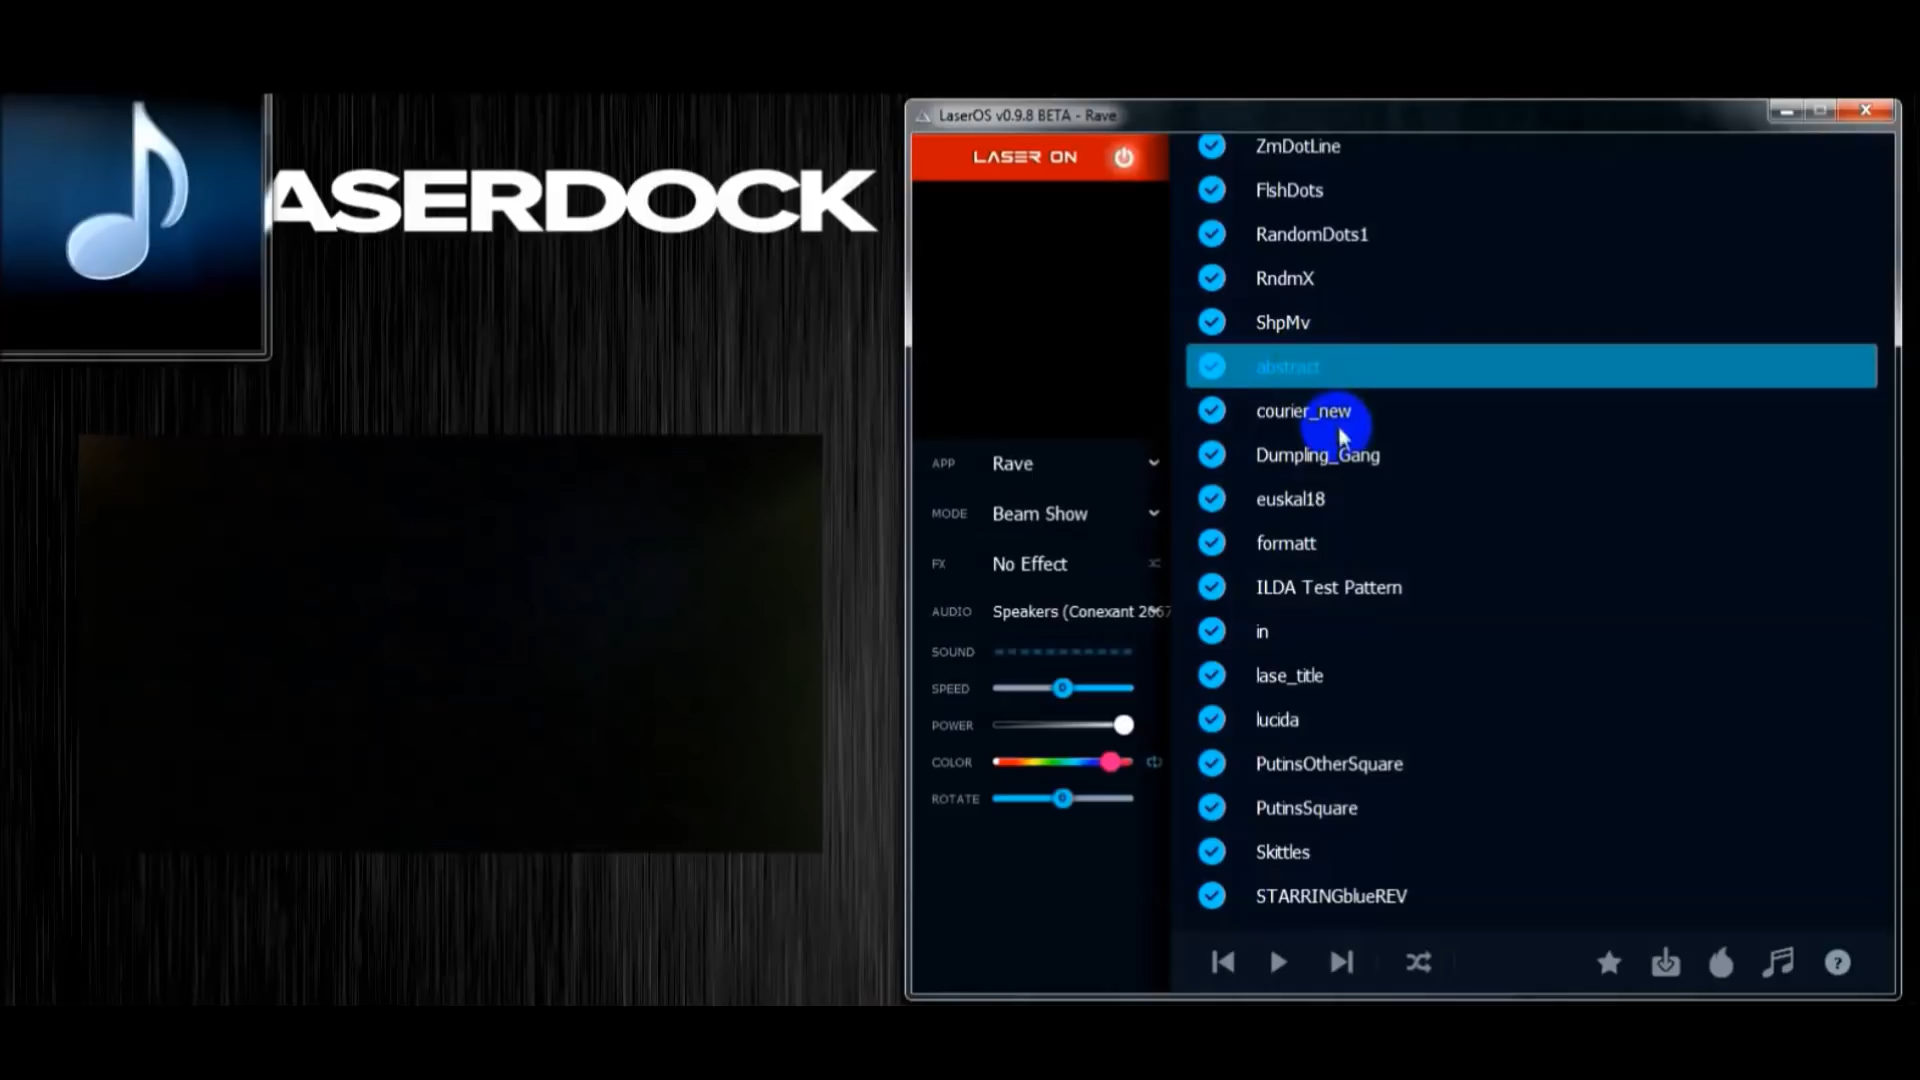 ASERDOCK
LaserOS v0.9.8 BETA - Rave
LASER ON
APP Rave
MODE Beam Show
FX No Effect
AUDIO Speakers (Conexant 2067
SOUND
SPEED
POWER
COLOR
ROTATE
ZmDotLine
FlshDots
RandomDots1
RndmX
ShpMv
abstract
courier_new
Dumpling_Gang
euskal18
formatt
ILDA Test Pattern
in
lase_title
lucida
PutinsOtherSquare
PutinsSquare
Skittles
STARRINGblueREV
?